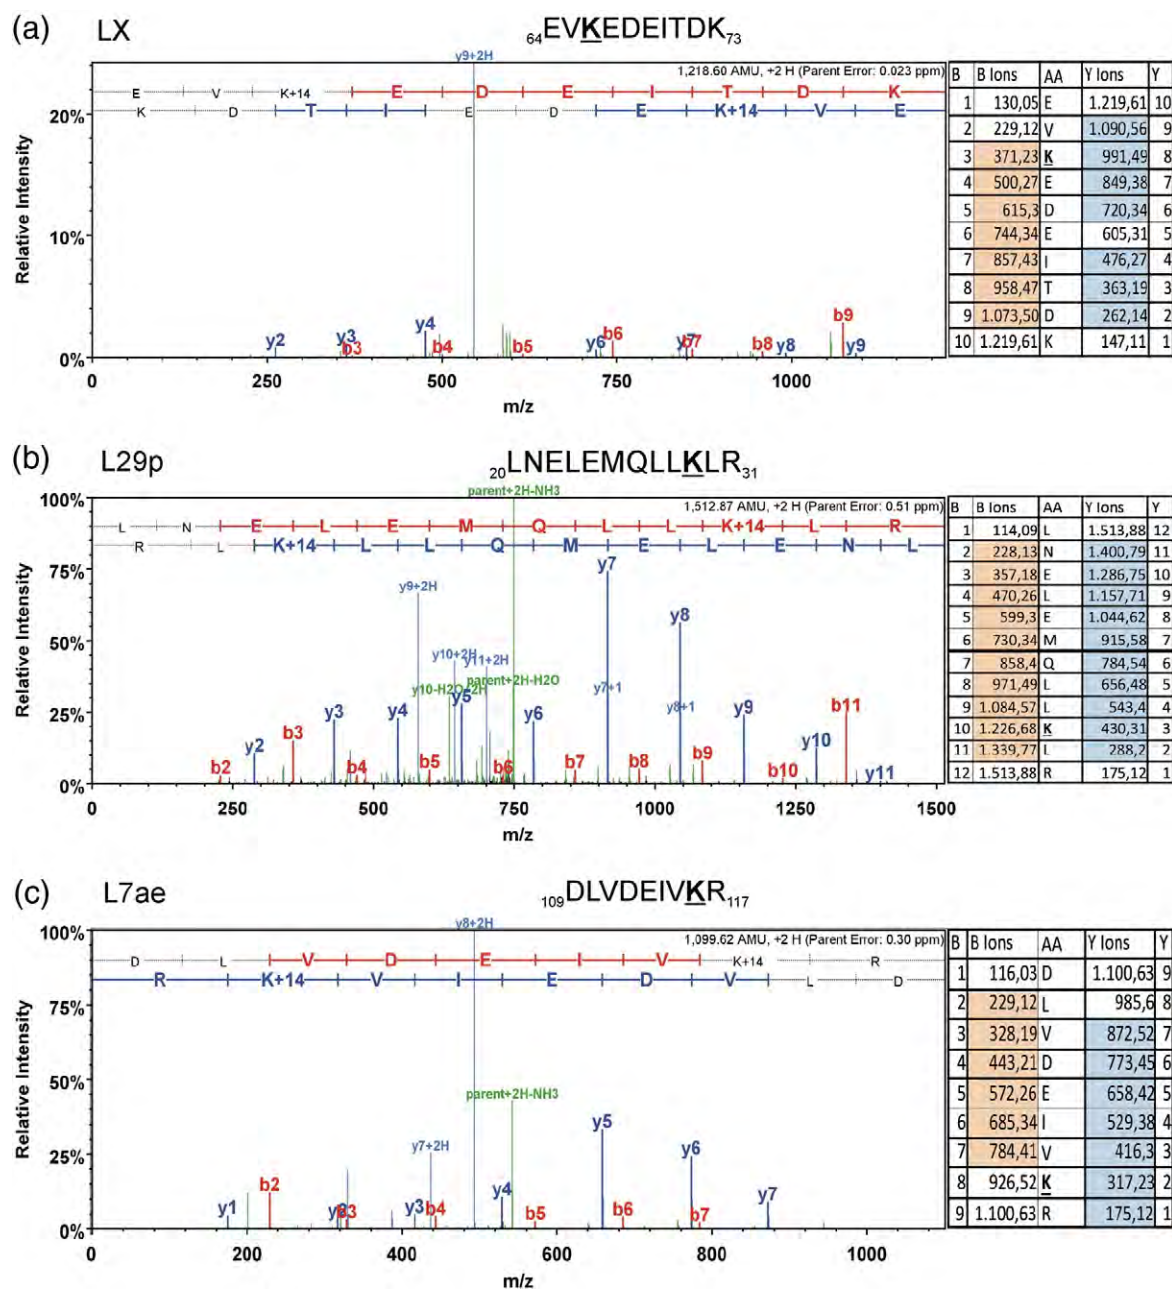 (a) LX 64EVKEDEITDK73
y9+2H
1,218.60 AMU, +2 H (Parent Error: 0.023 ppm)
E V K+14 E D E I T D K
K D T I E D E K+14 V E
20%
10%
0%
Relative Intensity
y2 y3 b3 y4 b4 b5 y6 b6 y7 b7 b8 y8 b9 y9
0 250 500 750 1000
m/z
B B Ions AA Y Ions Y
1 130,05 E 1.219,61 10
2 229,12 V 1.090,56 9
3 371,23 K 991,49 8
4 500,27 E 849,38 7
5 615,3 D 720,34 6
6 744,34 E 605,31 5
7 857,43 I 476,27 4
8 958,47 T 363,19 3
9 1.073,50 D 262,14 2
10 1.219,61 K 147,11 1
(b) L29p 20LNELEMQLLKLR31
parent+2H-NH3
1,512.87 AMU, +2 H (Parent Error: 0.51 ppm)
L N E L E M Q L L K+14 L R
R L K+14 L L Q M E L E N L
100%
75%
50%
25%
0%
Relative Intensity
y7
y9+2H
y8
y10+2H
y11+2H
y10-H2O+2H
parent+2H-H2O
y7+1
y8+1
b2 y2 b3 y3 b4 y4 b5 y5 b6 y6 b7 b8 b9 y9 b10 y10 b11 y11
0 250 500 750 1000 1250 1500
m/z
B B Ions AA Y Ions Y
1 114,09 L 1.513,88 12
2 228,13 N 1.400,79 11
3 357,18 E 1.286,75 10
4 470,26 L 1.157,71 9
5 599,3 E 1.044,62 8
6 730,34 M 915,58 7
7 858,4 Q 784,54 6
8 971,49 L 656,48 5
9 1.084,57 L 543,4 4
10 1.226,68 K 430,31 3
11 1.339,77 L 288,2 2
12 1.513,88 R 175,12 1
(c) L7ae 109DLVDEIVKR117
y8+2H
1,099.62 AMU, +2 H (Parent Error: 0.30 ppm)
D L V D E I V K+14 R
R K+14 V I E D V L D
100%
75%
50%
25%
0%
Relative Intensity
parent+2H-NH3
y7+2H
y1 b2 y2 b3 y3 b4 y4 b5 y5 b6 y6 b7 y7
0 200 400 600 800 1000
m/z
B B Ions AA Y Ions Y
1 116,03 D 1.100,63 9
2 229,12 L 985,6 8
3 328,19 V 872,52 7
4 443,21 D 773,45 6
5 572,26 E 658,42 5
6 685,34 I 529,38 4
7 784,41 V 416,3 3
8 926,52 K 317,23 2
9 1.100,63 R 175,12 1